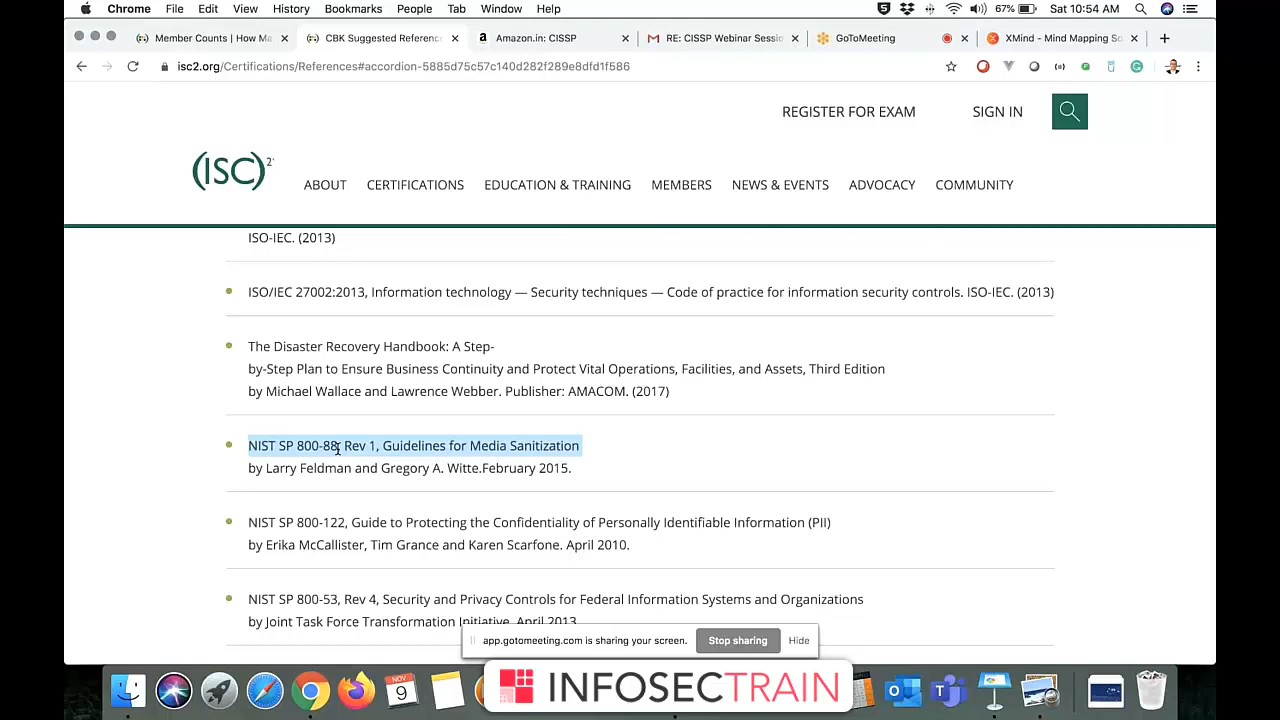 Chrome File Edit View History Bookmarks People Tab Window Help 5 67% Sat 10:54 AM
Member Counts | How Ma CBK Suggested Reference Amazon.in: CISSP RE: CISSP Webinar Sessio GoToMeeting XMind - Mind Mapping So
isc2.org/Certifications/References#accordion-5885d75c57c140d282f289e8dfd1f586
REGISTER FOR EXAM SIGN IN
(ISC)2
ABOUT CERTIFICATIONS EDUCATION & TRAINING MEMBERS NEWS & EVENTS ADVOCACY COMMUNITY
ISO-IEC. (2013)
ISO/IEC 27002:2013, Information technology — Security techniques — Code of practice for information security controls. ISO-IEC. (2013)
The Disaster Recovery Handbook: A Step-
by-Step Plan to Ensure Business Continuity and Protect Vital Operations, Facilities, and Assets, Third Edition
by Michael Wallace and Lawrence Webber. Publisher: AMACOM. (2017)
NIST SP 800-88, Rev 1, Guidelines for Media Sanitization
by Larry Feldman and Gregory A. Witte.February 2015.
NIST SP 800-122, Guide to Protecting the Confidentiality of Personally Identifiable Information (PII)
by Erika McCallister, Tim Grance and Karen Scarfone. April 2010.
NIST SP 800-53, Rev 4, Security and Privacy Controls for Federal Information Systems and Organizations
by Joint Task Force Transformation Initiative. April 2013.
app.gotomeeting.com is sharing your screen. Stop sharing Hide
NOV
9
INFOSECTRAIN